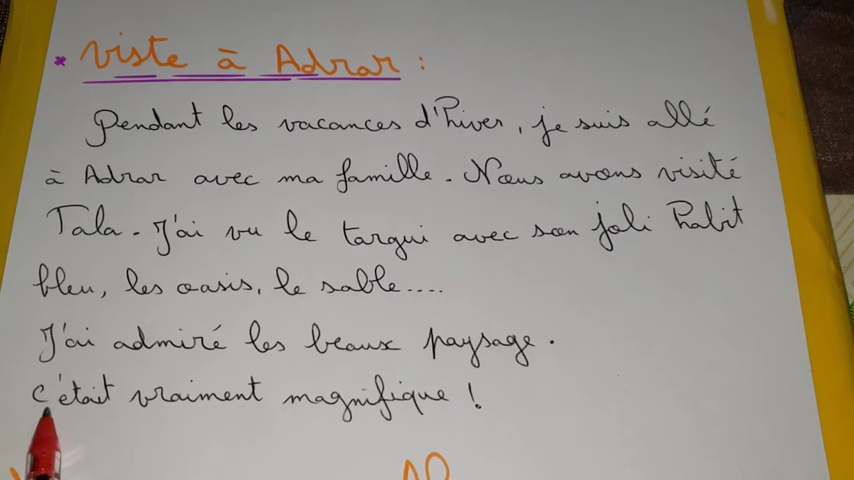 * Viste à Adrar :
Pendant les vacances d'hiver, je suis allé
à Adrar avec ma famille. Nous avons visité
Tala. J'ai vu le targui avec son joli habit
bleu, les oasis, le sable....
J'ai admiré les beaux paysage.
C'était vraiment magnifique !